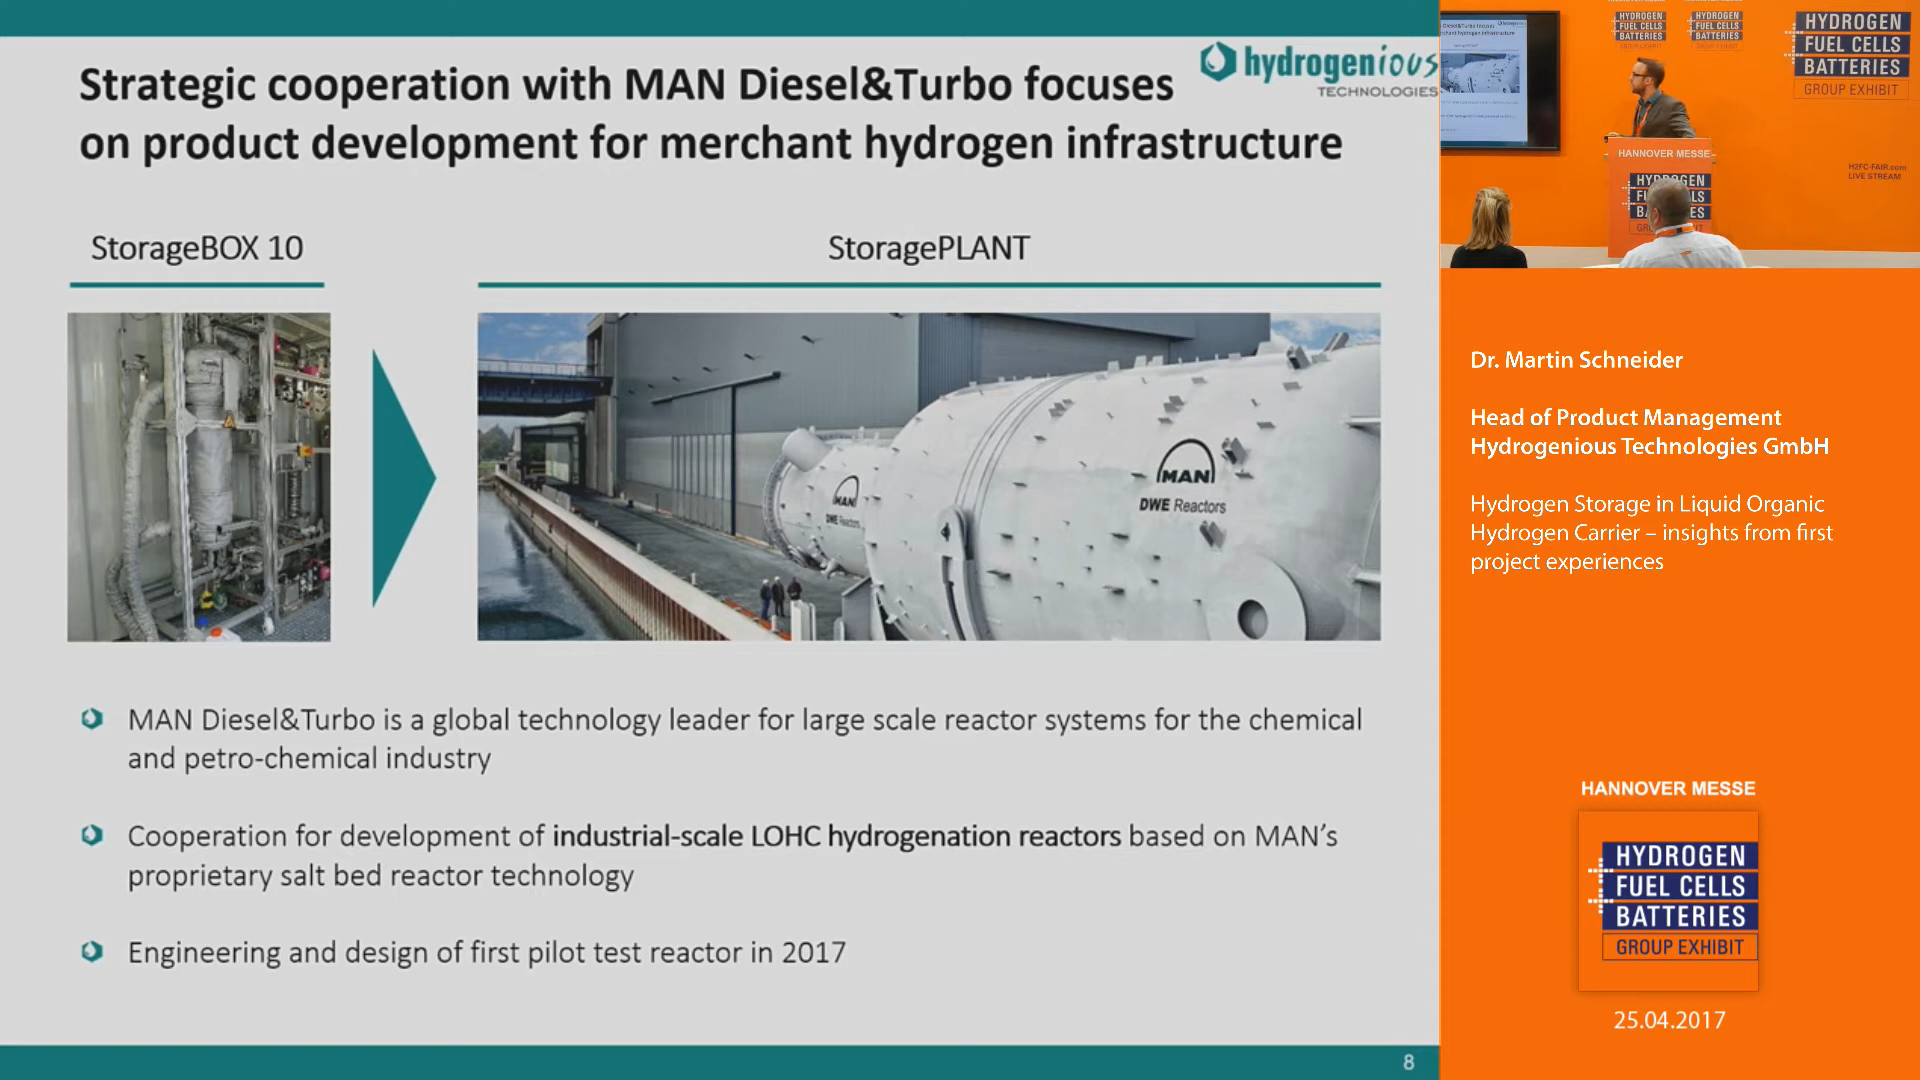 Strategic cooperation with MAN Diesel&Turbo focuses
on product development for merchant hydrogen infrastructure
hydrogenious
TECHNOLOGIES
StorageBOX 10
StoragePLANT
MAN
DWE Reactors
MAN
DWE Reactors
MAN Diesel&Turbo is a global technology leader for large scale reactor systems for the chemical
and petro-chemical industry
Cooperation for development of industrial-scale LOHC hydrogenation reactors based on MAN’s
proprietary salt bed reactor technology
Engineering and design of first pilot test reactor in 2017
8
HYDROGEN
FUEL CELLS
BATTERIES
HYDROGEN
FUEL CELLS
BATTERIES
HYDROGEN
FUEL CELLS
BATTERIES
GROUP EXHIBIT
HANNOVER MESSE
H2FC-FAIR.com
LIVE STREAM
Dr. Martin Schneider
Head of Product Management
Hydrogenious Technologies GmbH
Hydrogen Storage in Liquid Organic
Hydrogen Carrier – insights from first
project experiences
HANNOVER MESSE
HYDROGEN
FUEL CELLS
BATTERIES
GROUP EXHIBIT
25.04.2017